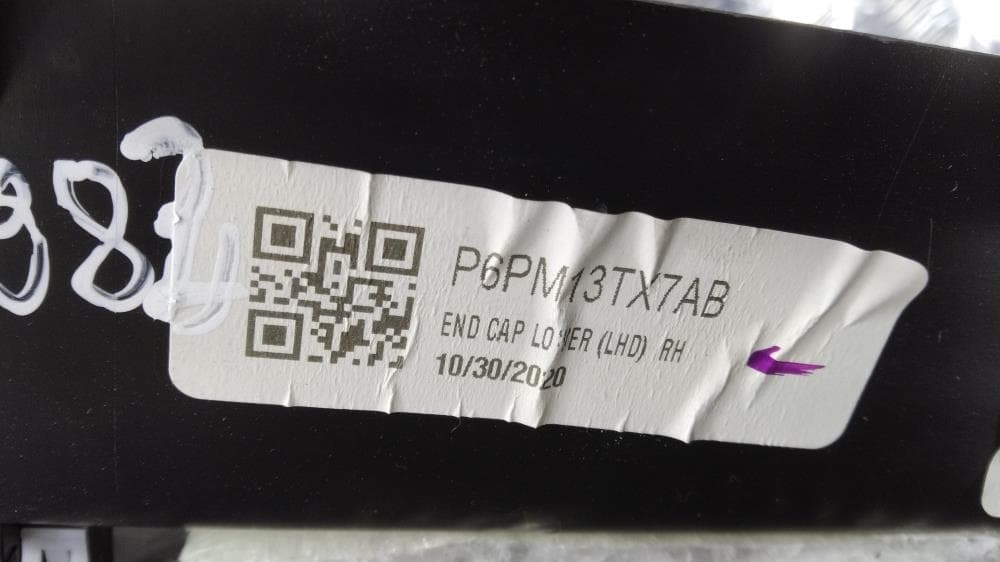 P6PM13TX7AB
END CAP LOWER (LHD) RH
10/30/2020